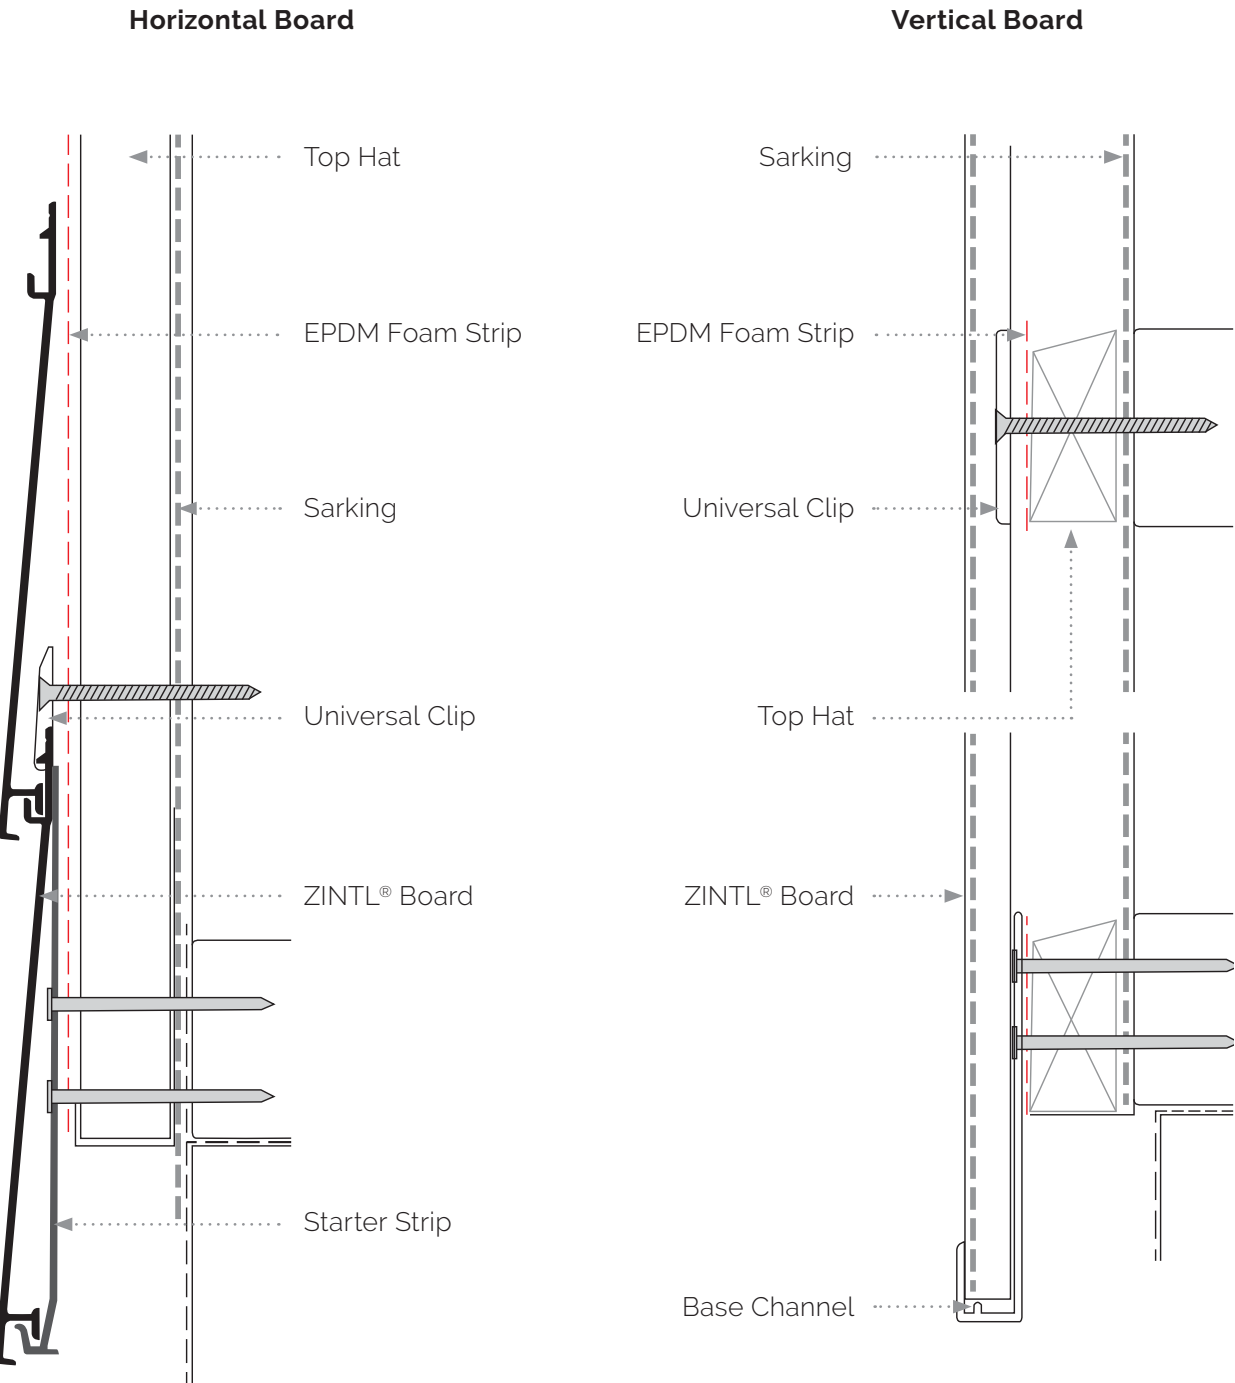 Horizontal Board
Top Hat
EPDM Foam Strip
Sarking
Universal Clip
ZINTL® Board
Starter Strip
Vertical Board
Sarking
EPDM Foam Strip
Universal Clip
Top Hat
ZINTL® Board
Base Channel